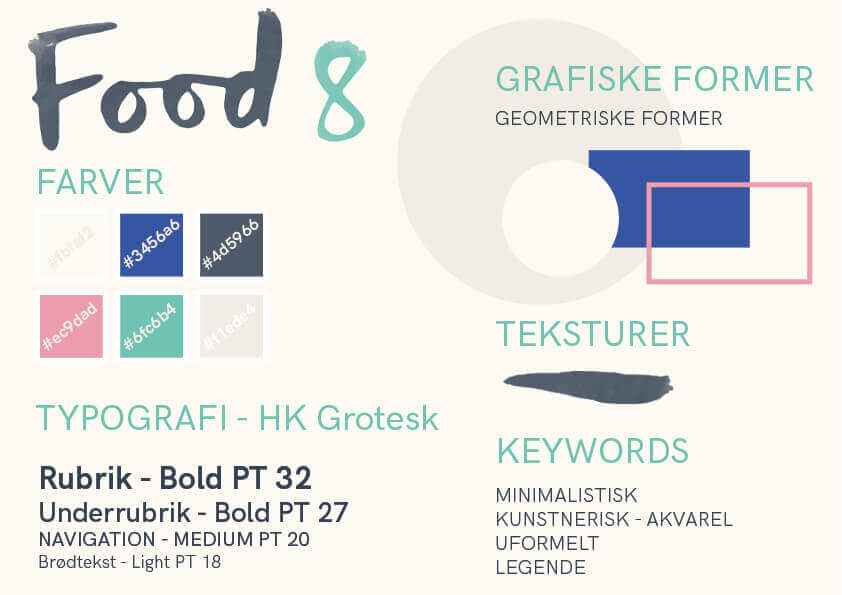 Food 8
FARVER
#3456a6
#4d5966
#ec9dad
#6fc6b4
#f1ede4
TYPOGRAFI - HK Grotesk
Rubrik - Bold PT 32
Underrubrik - Bold PT 27
NAVIGATION - MEDIUM PT 20
Brødtekst - Light PT 18
GRAFISKE FORMER
GEOMETRISKE FORMER
TEKSTURER
KEYWORDS
MINIMALISTISK
KUNSTNERISK - AKVAREL
UFORMELT
LEGENDE